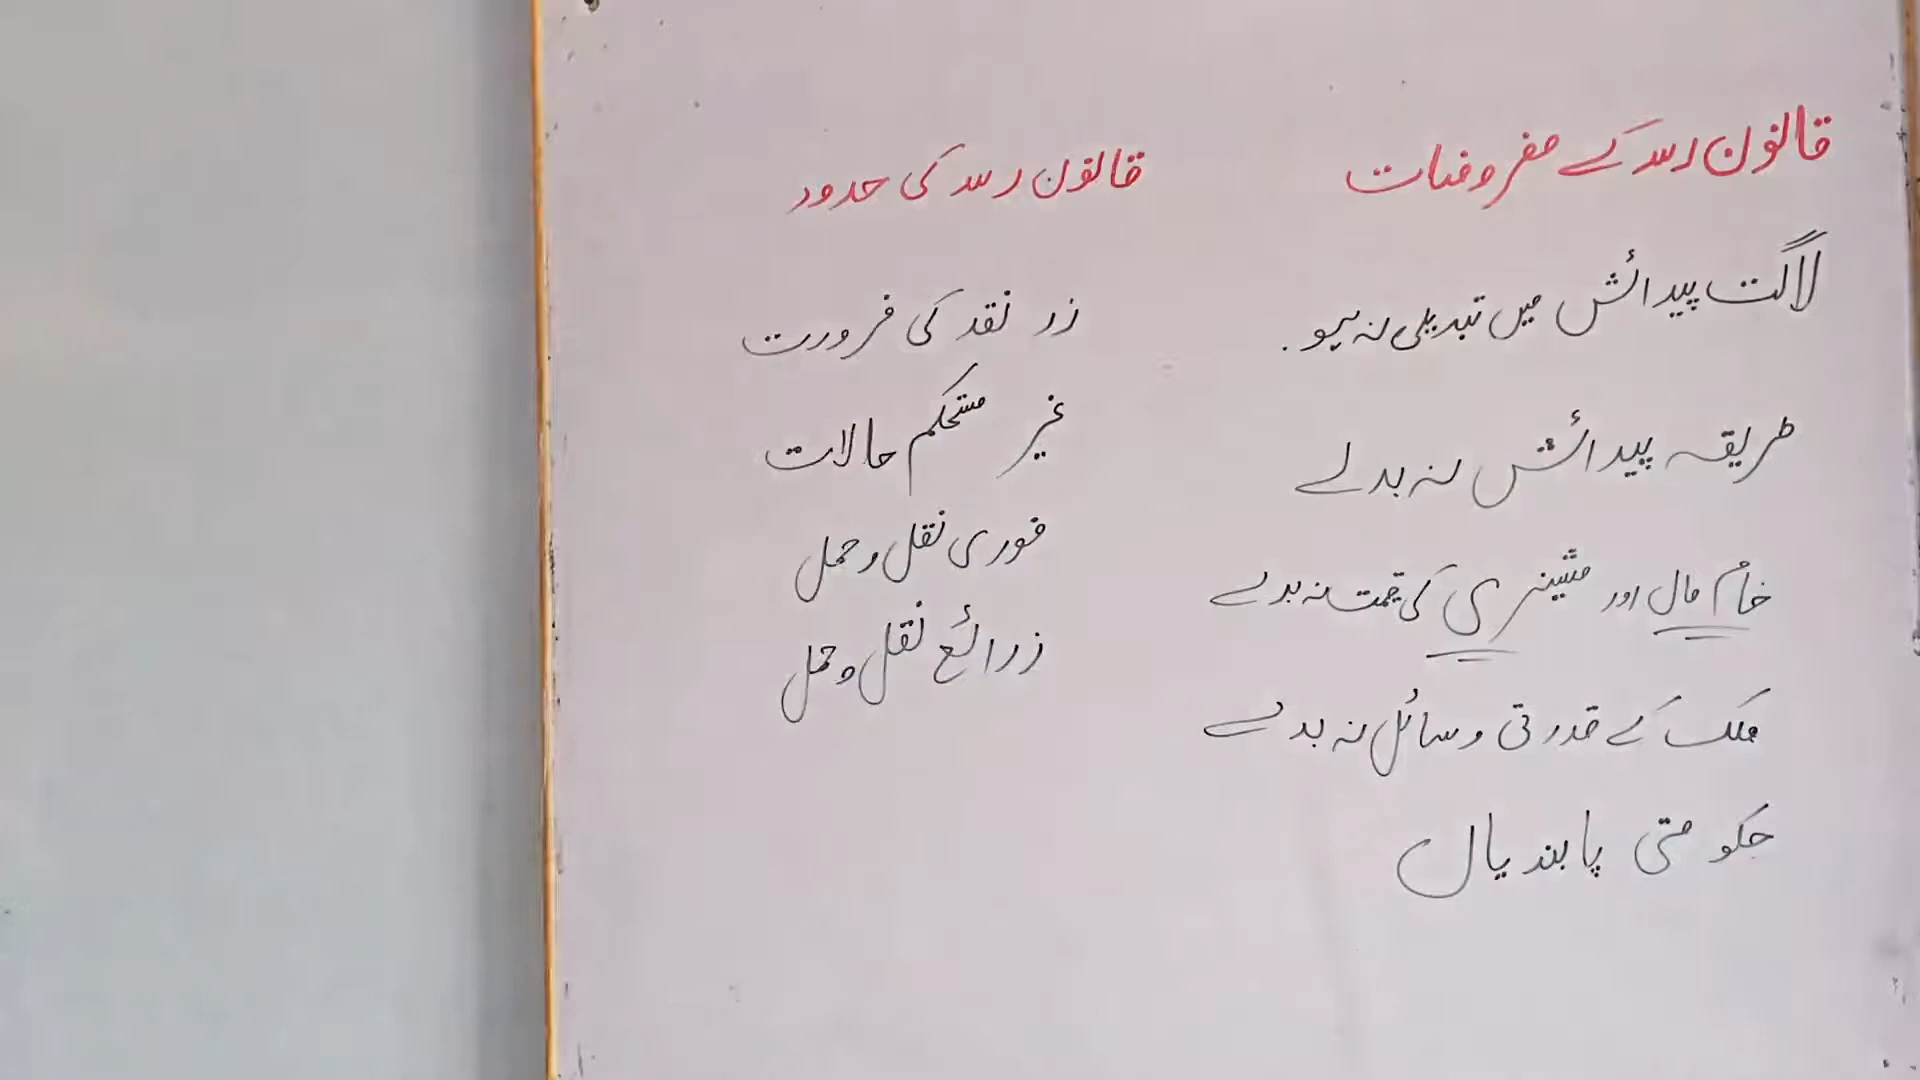 قانون رسد کے مفروضات
لاگت پیدائش میں تبدیلی نہ ہو.
طریقہ پیدائش نہ بدلے
خام مال اور مشینری کی قیمت نہ بدلے
ملک کے قدرتی وسائل نہ بدلے
حکومتی پابندیاں
قانون رسد کی حدود
زر نقد کی ضرورت
غیر مستحکم حالات
فوری نقل و حمل
ذرائع نقل و حمل